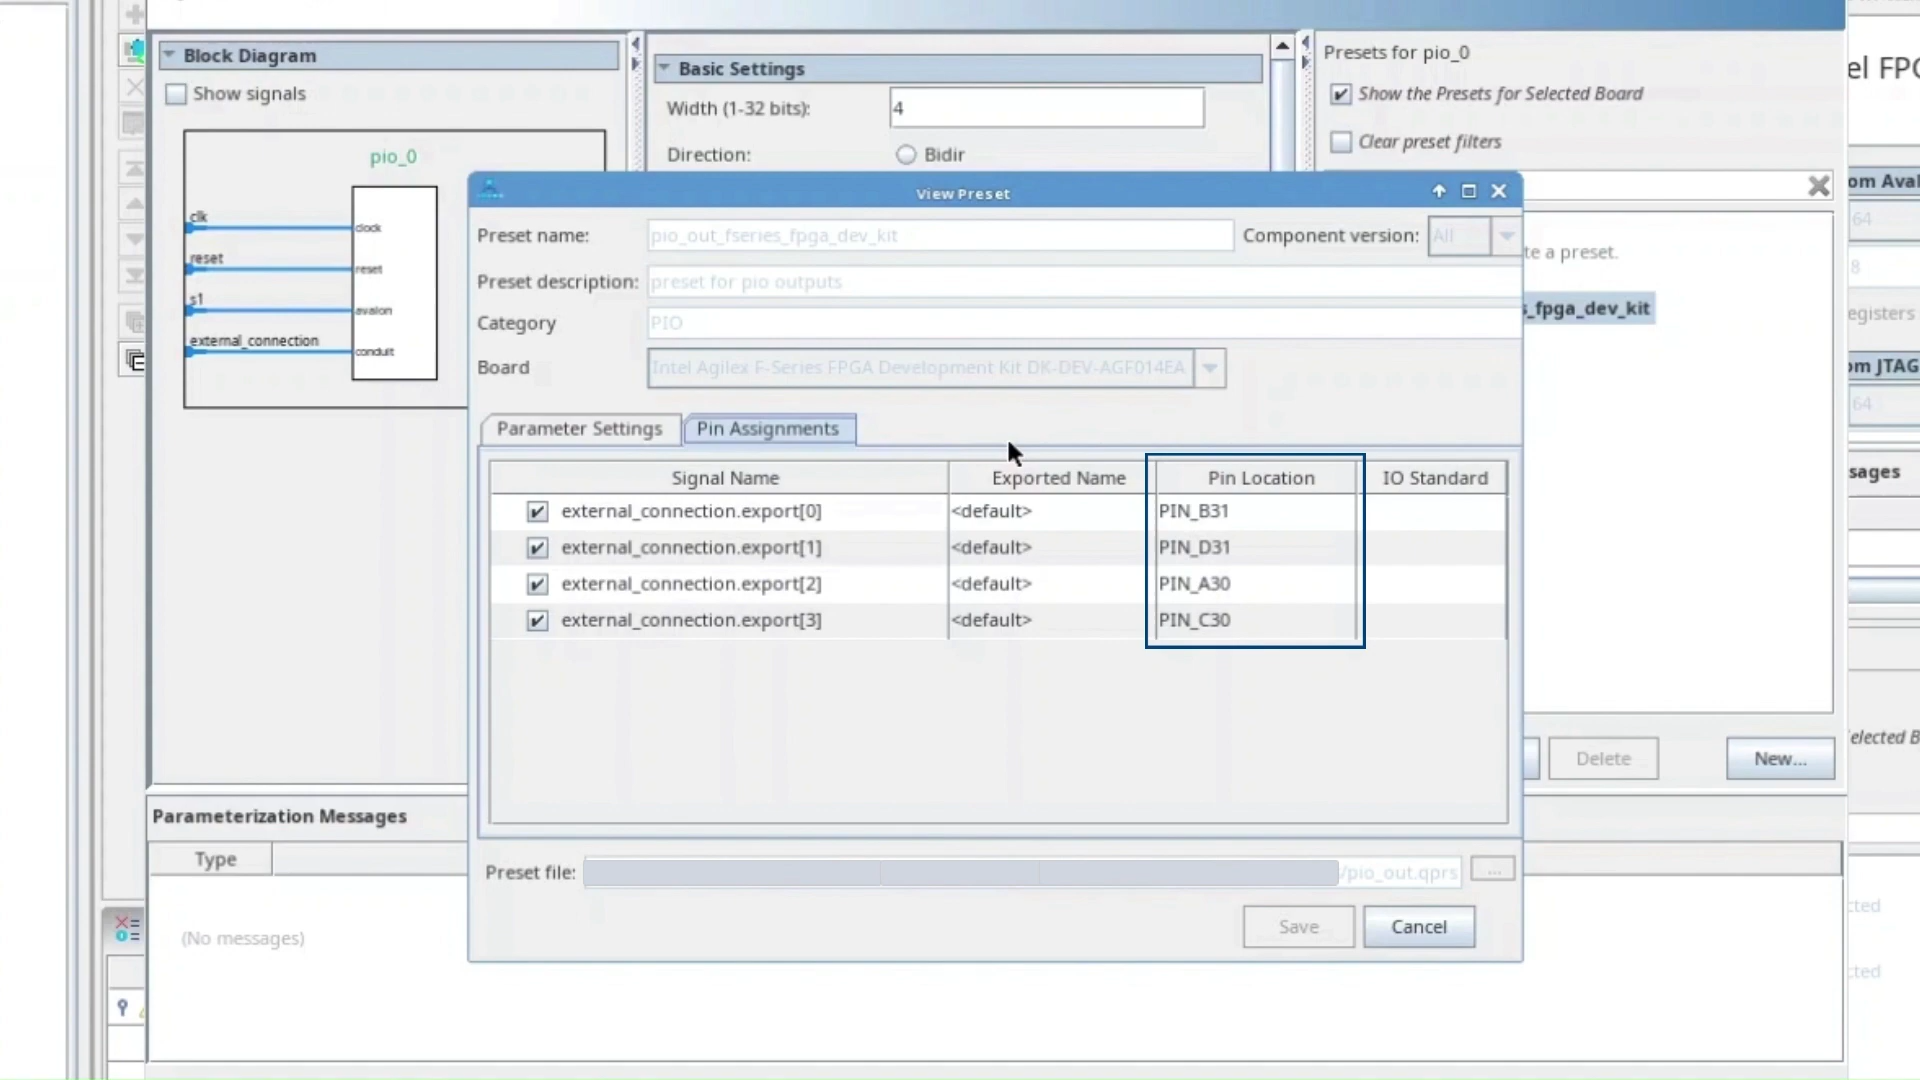 Block Diagram
Show signals
pio_0
clk
clock
reset
reset
s1
avalon
external_connection
conduit
Basic Settings
Width (1-32 bits):
4
Direction:
Bidir
Presets for pio_0
Show the Presets for Selected Board
Clear preset filters
te a preset.
s_fpga_dev_kit
Delete
New...
View Preset
Preset name:
pio_out_fseries_fpga_dev_kit
Component version:
All
Preset description:
preset for pio outputs
Category
PIO
Board
Intel Agilex F-Series FPGA Development Kit DK-DEV-AGF014EA
Parameter Settings
Pin Assignments
Signal Name Exported Name Pin Location IO Standard
external_connection.export[0] <default> PIN_B31
external_connection.export[1] <default> PIN_D31
external_connection.export[2] <default> PIN_A30
external_connection.export[3] <default> PIN_C30
Preset file:
/pio_out.qprs
...
Save
Cancel
Parameterization Messages
Type
(No messages)
el FPG
om Aval
64
8
egisters
om JTAG
64
sages
elected B
cted
cted